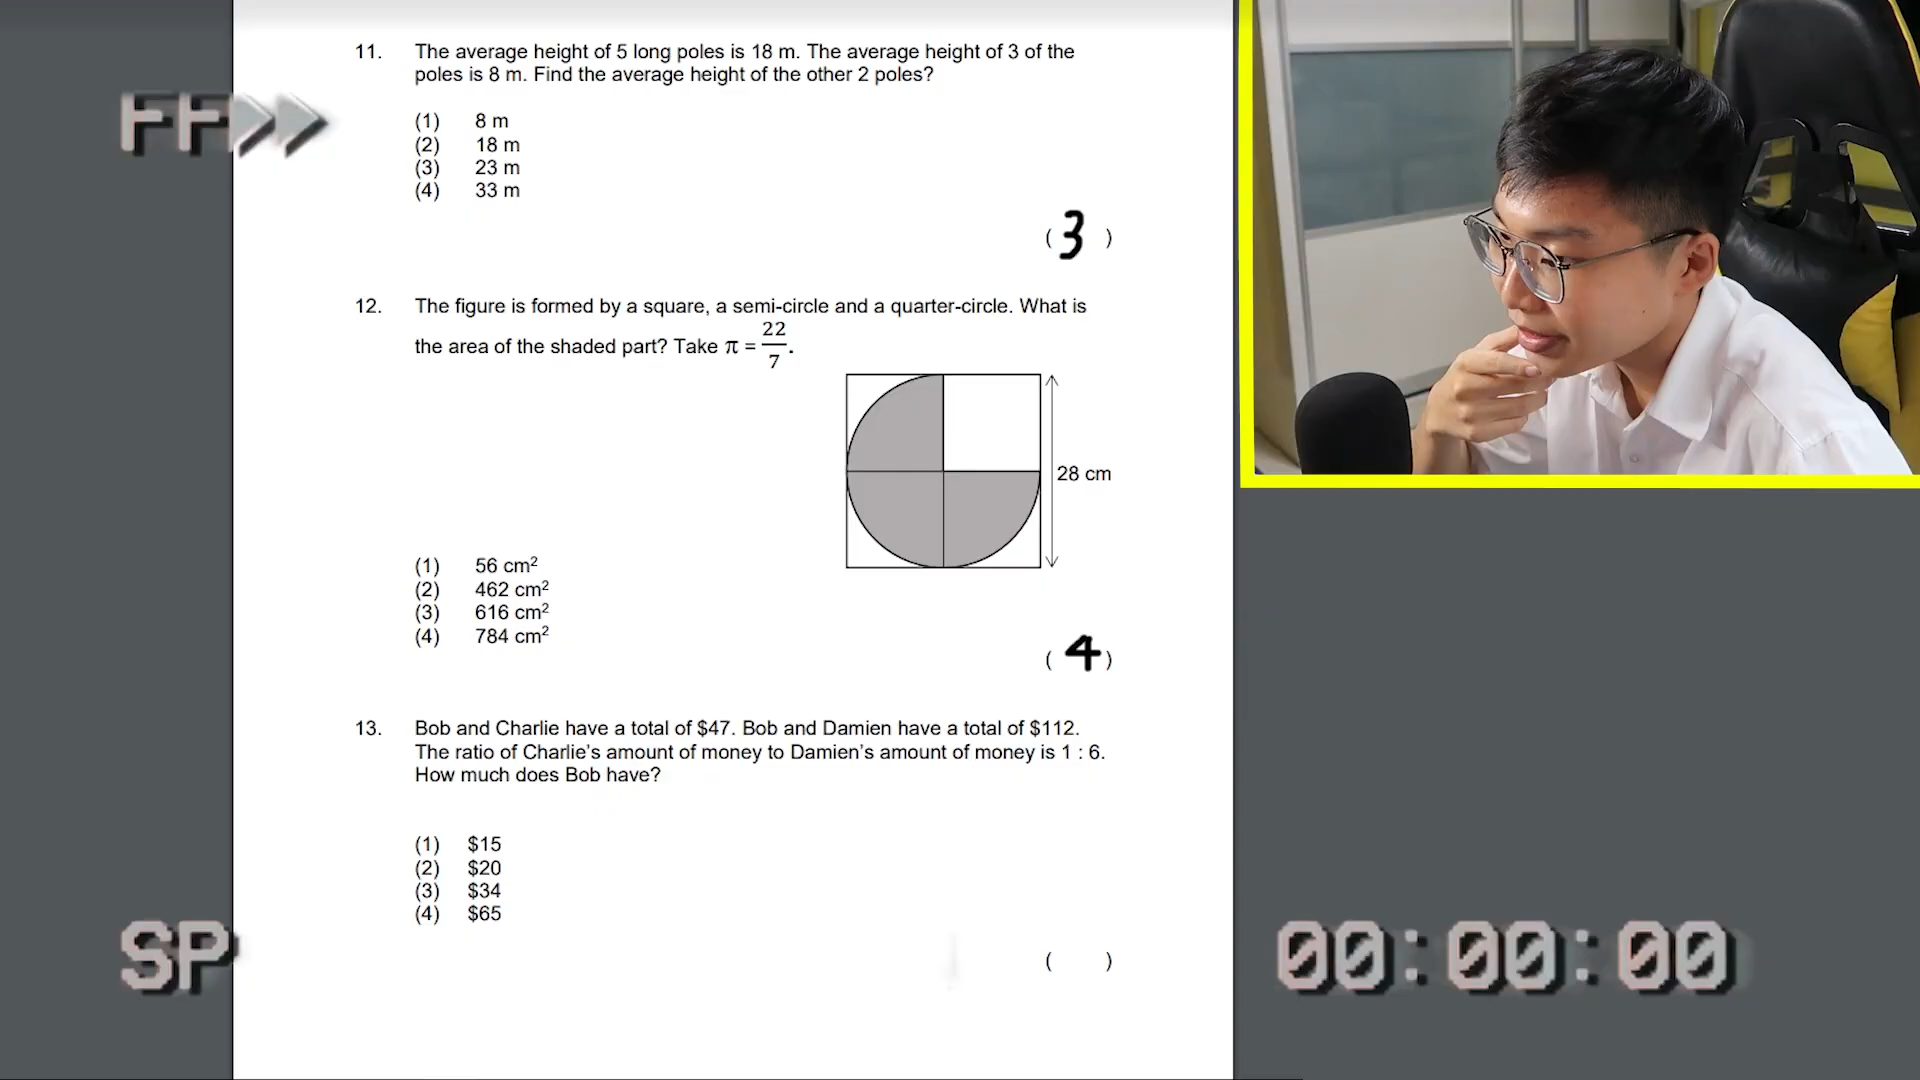 11. The average height of 5 long poles is 18 m. The average height of 3 of the
poles is 8 m. Find the average height of the other 2 poles?
FF
(1) 8 m
(2) 18 m
(3) 23 m
(4) 33 m
( 3 )
12. The figure is formed by a square, a semi-circle and a quarter-circle. What is
the area of the shaded part? Take π = 22/7.
28 cm
(1) 56 cm²
(2) 462 cm²
(3) 616 cm²
(4) 784 cm²
( 4 )
13. Bob and Charlie have a total of $47. Bob and Damien have a total of $112.
The ratio of Charlie's amount of money to Damien's amount of money is 1 : 6.
How much does Bob have?
(1) $15
(2) $20
(3) $34
(4) $65
( )
SP
00:00:00